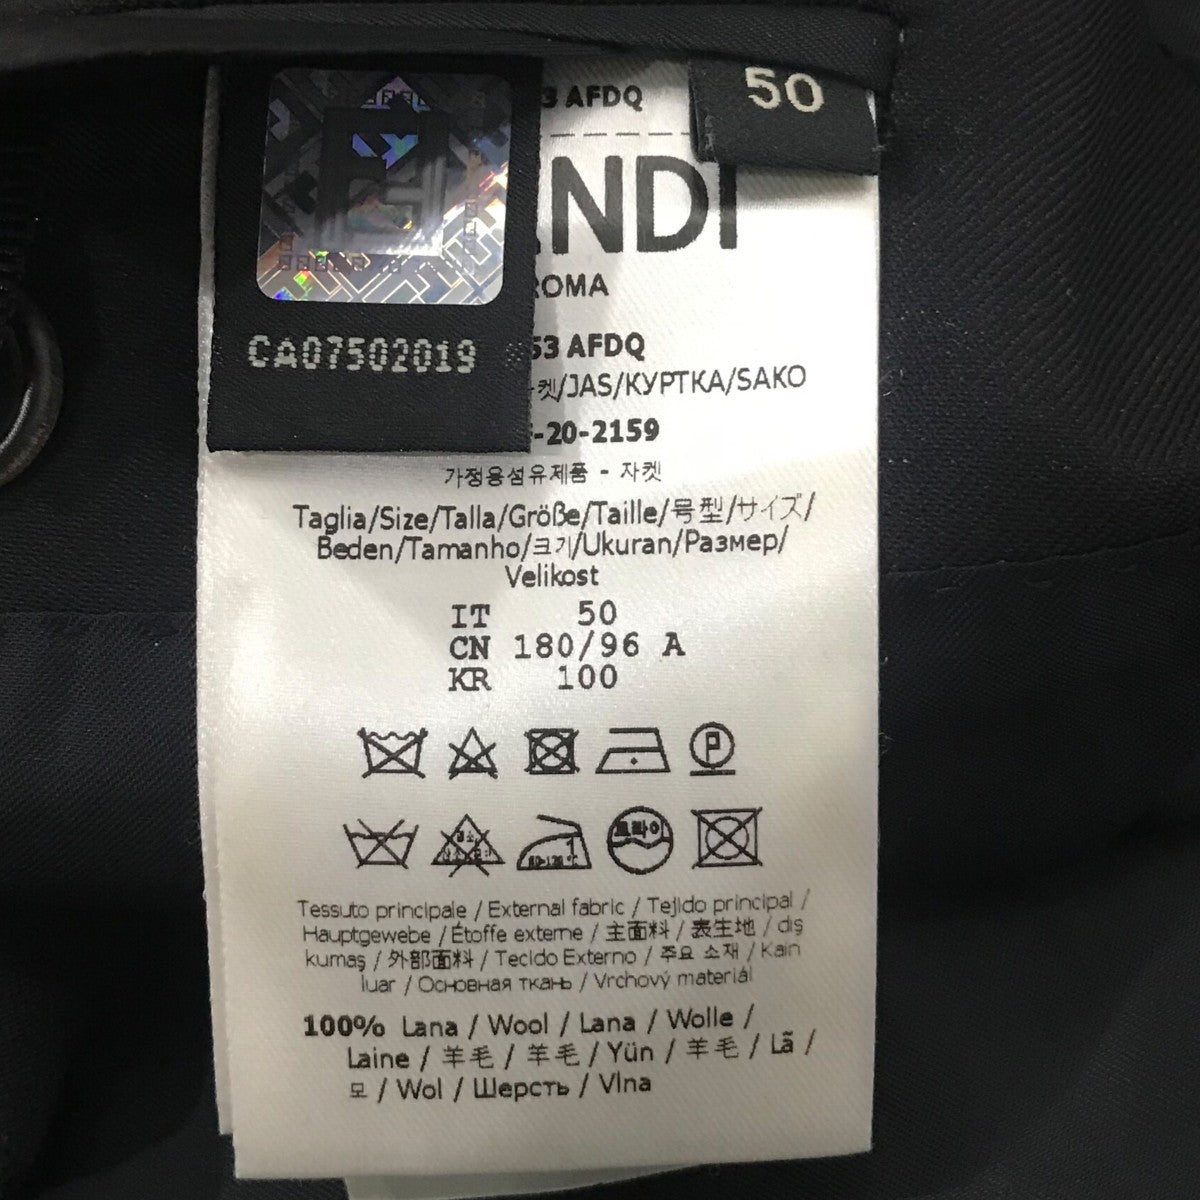 50
3 AFDQ
NDI
ROMA
CA07502019
53 AFDQ
켓/JAS/КУРТКА/SAKO
-20-2159
가정용섬유제품 - 자켓
Taglia/Size/Talla/Größe/Taille/号型/サイズ/
Beden/Tamanho/크기/Ukuran/Размер/
Velikost
IT 50
CN 180/96 A
KR 100
P
드라이
Tessuto principale / External fabric / Tejido principal /
Hauptgewebe / Étoffe externe / 主面料 / 表生地 / dış
kumaş / 外部面料 / Tecido Externo / 주요 소재 / Kain
luar / Основная ткань / Vrchový materiál
100% Lana / Wool / Lana / Wolle /
Laine / 羊毛 / 羊毛 / Yün / 羊毛 / Lã /
모 / Wol / Шерсть / Vlna